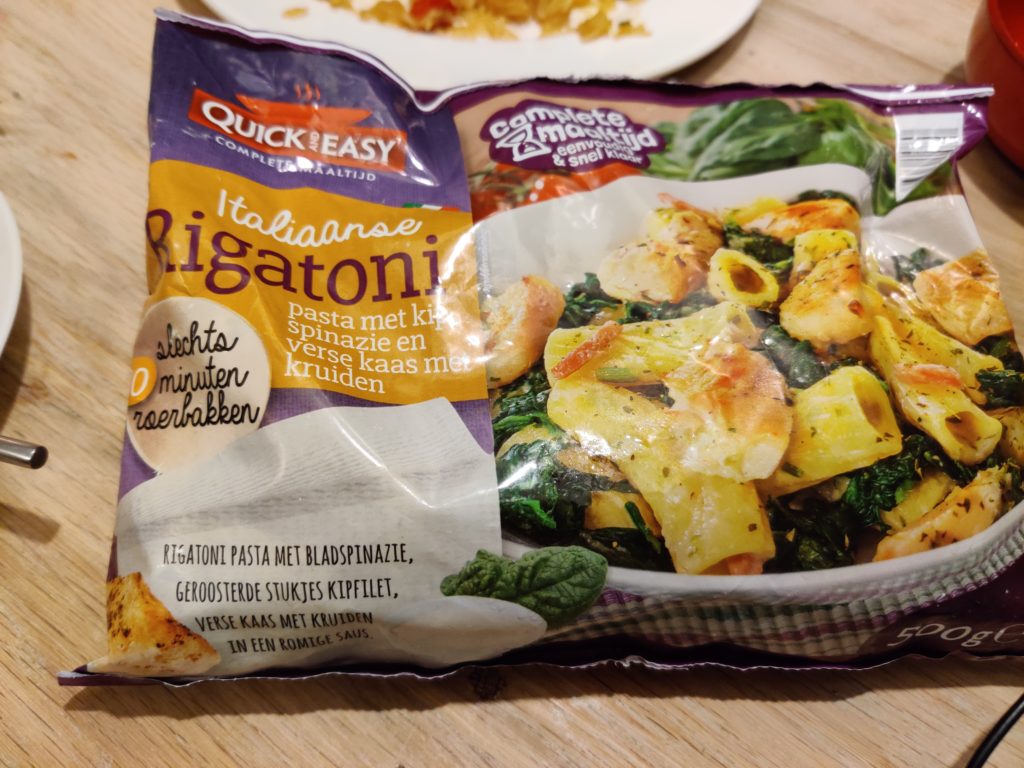 QUICK AND EASY
COMPLETE MAALTIJD
complete
maaltijd
eenvoudig
& snel klaar
Italiaanse
Rigatoni
pasta met kip
spinazie en
verse kaas met
kruiden
slechts
minuten
roerbakken
RIGATONI PASTA MET BLADSPINAZIE,
GEROOSTERDE STUKJES KIPFILET,
VERSE KAAS MET KRUIDEN
IN EEN ROMIGE SAUS.
500g